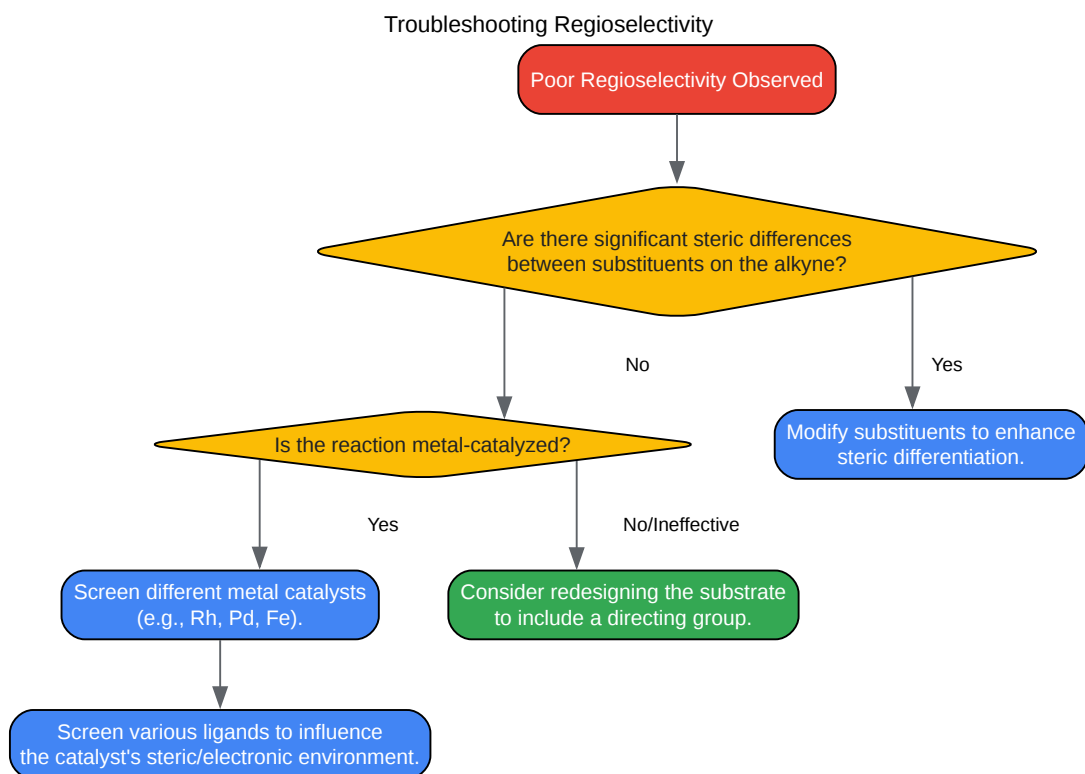 Troubleshooting Regioselectivity
Poor Regioselectivity Observed
Are there significant steric differences
between substituents on the alkyne?
No
Yes
Is the reaction metal-catalyzed?
Modify substituents to enhance
steric differentiation.
Yes
No/Ineffective
Screen different metal catalysts
(e.g., Rh, Pd, Fe).
Consider redesigning the substrate
to include a directing group.
Screen various ligands to influence
the catalyst's steric/electronic environment.